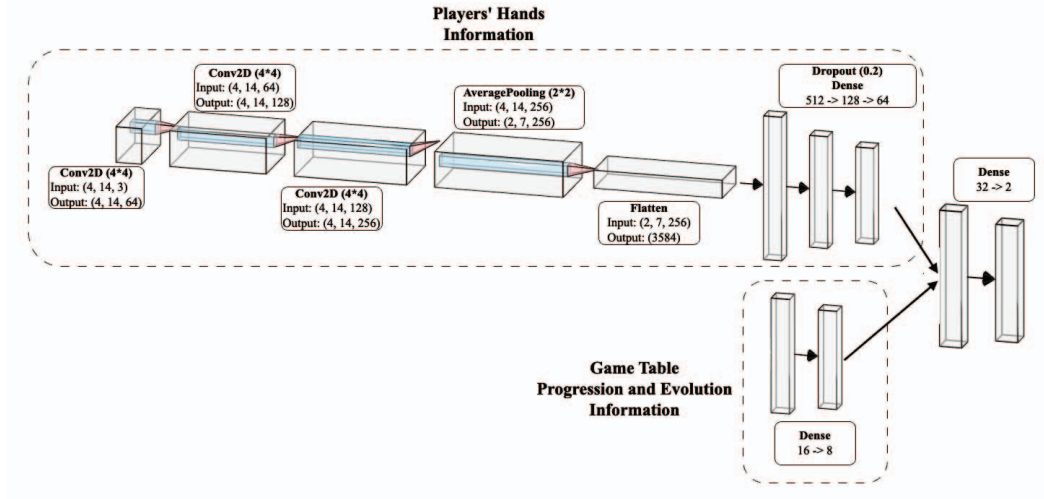 Players' Hands
Information
Conv2D (4*4)
Input: (4, 14, 3)
Output: (4, 14, 64)
Conv2D (4*4)
Input: (4, 14, 64)
Output: (4, 14, 128)
Conv2D (4*4)
Input: (4, 14, 128)
Output: (4, 14, 256)
AveragePooling (2*2)
Input: (4, 14, 256)
Output: (2, 7, 256)
Flatten
Input: (2, 7, 256)
Output: (3584)
Dropout (0.2)
Dense
512 -> 128 -> 64
Dense
32 -> 2
Game Table
Progression and Evolution
Information
Dense
16 -> 8